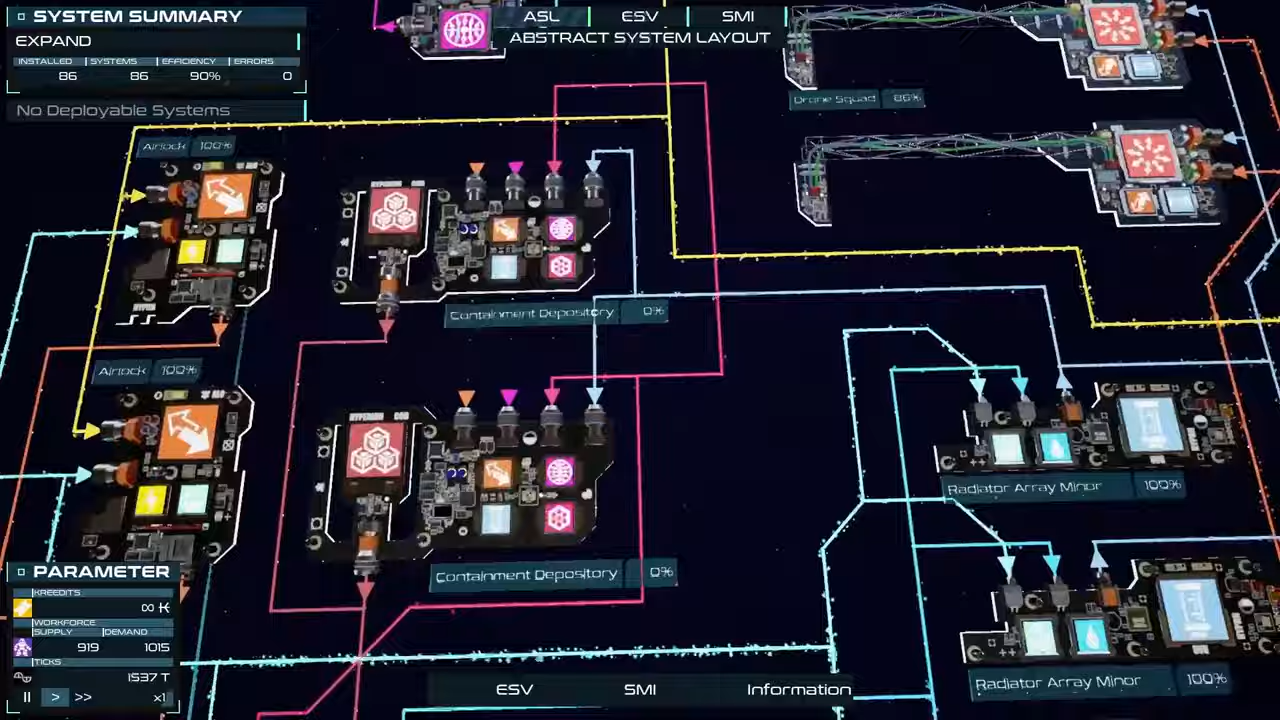 SYSTEM SUMMARY
EXPAND
INSTALLED SYSTEMS EFFICIENCY ERRORS
86 86 90% 0
No Deployable Systems
ASL ESV SMI
ABSTRACT SYSTEM LAYOUT
Drone Squad 86%
Airlock 100%
Containment Depository 0%
Airlock 100%
Radiator Array Minor 100%
Containment Depository 0%
Radiator Array Minor 100%
PARAMETER
KREEDITS
∞ K
WORKFORCE
SUPPLY DEMAND
919 1015
TICKS
1537 T
II > >> x1
ESV SMI Information